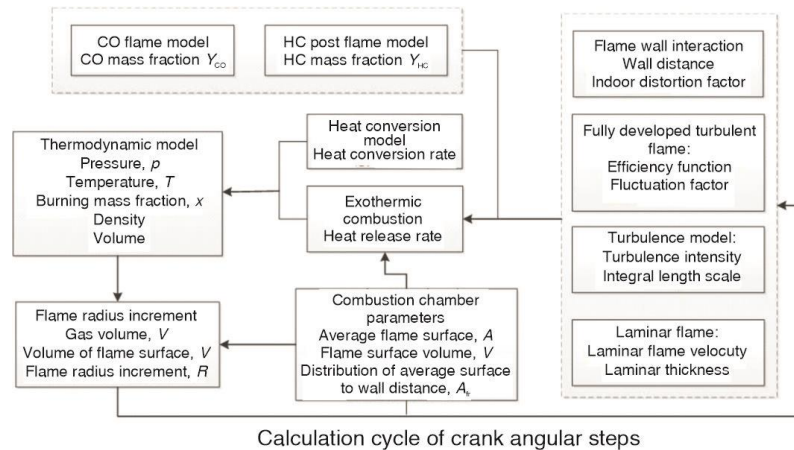 CO flame model
CO mass fraction Y_CO
HC post flame model
HC mass fraction Y_HC
Flame wall interaction
Wall distance
Indoor distortion factor
Thermodynamic model
Pressure, p
Temperature, T
Burning mass fraction, x
Density
Volume
Heat conversion
model
Heat conversion rate
Fully developed turbulent
flame:
Efficiency function
Fluctuation factor
Exothermic
combustion
Heat release rate
Turbulence model:
Turbulence intensity
Integral length scale
Flame radius increment
Gas volume, V
Volume of flame surface, V
Flame radius increment, R
Combustion chamber
parameters
Average flame surface, A
Flame surface volume, V
Distribution of average surface
to wall distance, A_fr
Laminar flame:
Laminar flame velocuty
Laminar thickness
Calculation cycle of crank angular steps